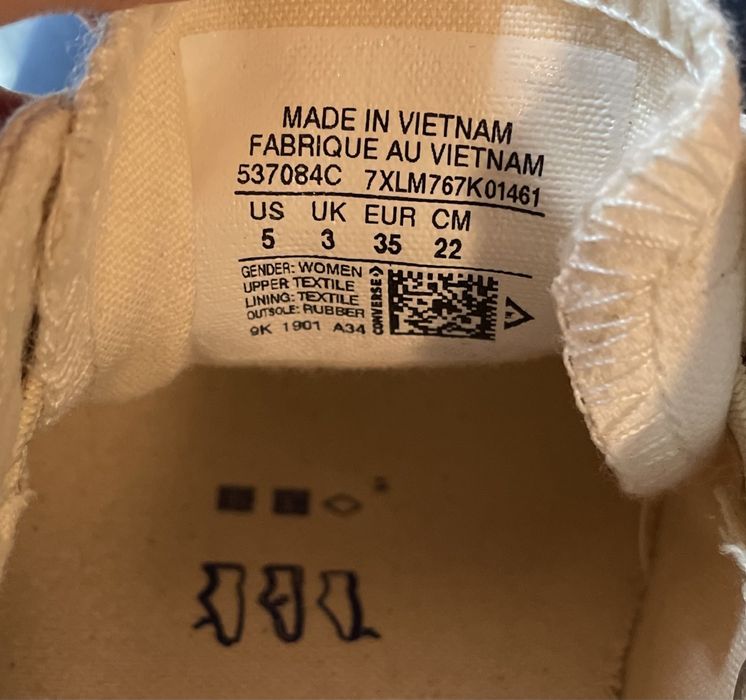 MADE IN VIETNAM
FABRIQUE AU VIETNAM
537084C 7XLM767K01461
US UK EUR CM
5 3 35 22
GENDER: WOMEN
UPPER TEXTILE
LINING: TEXTILE
OUTSOLE: RUBBER
9K 1901 A34
CONVERSE